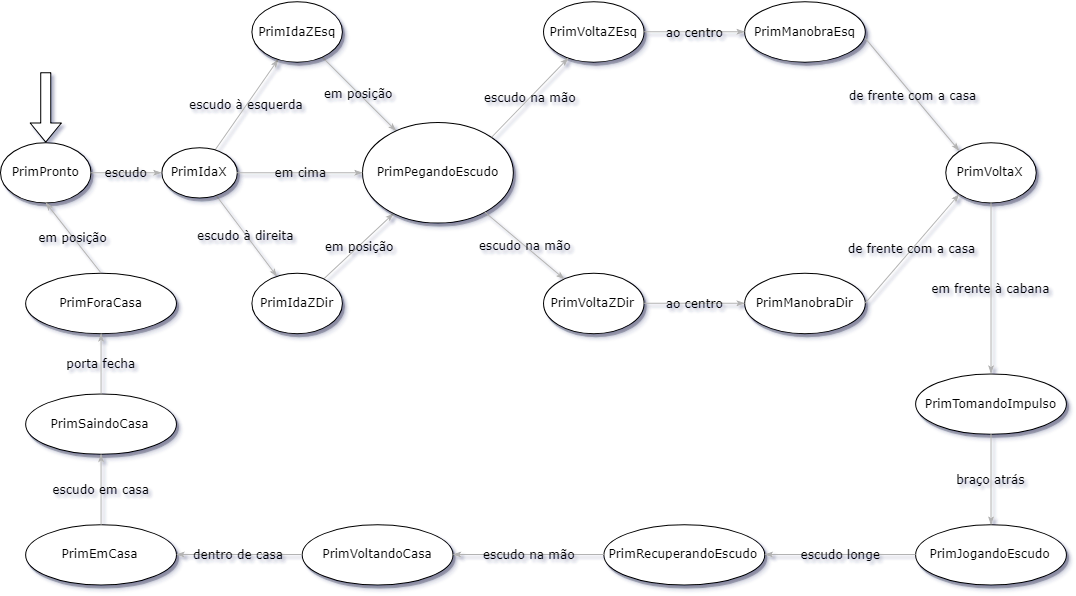 PrimIdaZEsq
PrimVoltaZEsq
ao centro
PrimManobraEsq
em posição
escudo na mão
de frente com a casa
escudo à esquerda
PrimPronto
escudo
PrimIdaX
em cima
PrimPegandoEscudo
PrimVoltaX
em posição
escudo à direita
em posição
escudo na mão
de frente com a casa
em frente à cabana
PrimForaCasa
PrimIdaZDir
PrimVoltaZDir
ao centro
PrimManobraDir
porta fecha
PrimTomandoImpulso
PrimSaindoCasa
braço atrás
escudo em casa
PrimEmCasa
dentro de casa
PrimVoltandoCasa
escudo na mão
PrimRecuperandoEscudo
escudo longe
PrimJogandoEscudo